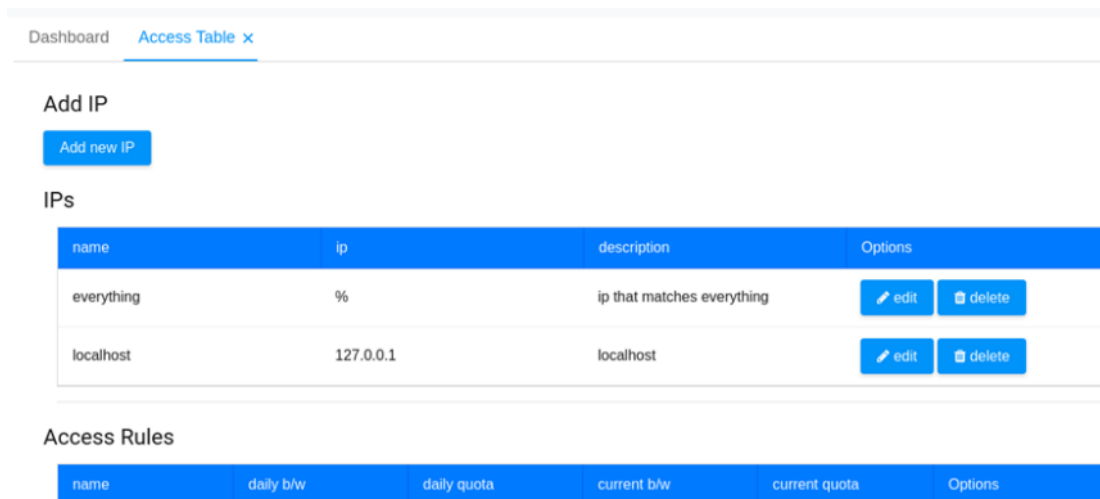 Dashboard Access Table ×
Add IP
Add new IP
IPs
name ip description Options
everything % ip that matches everything edit delete
localhost 127.0.0.1 localhost edit delete
Access Rules
name daily b/w daily quota current b/w current quota Options